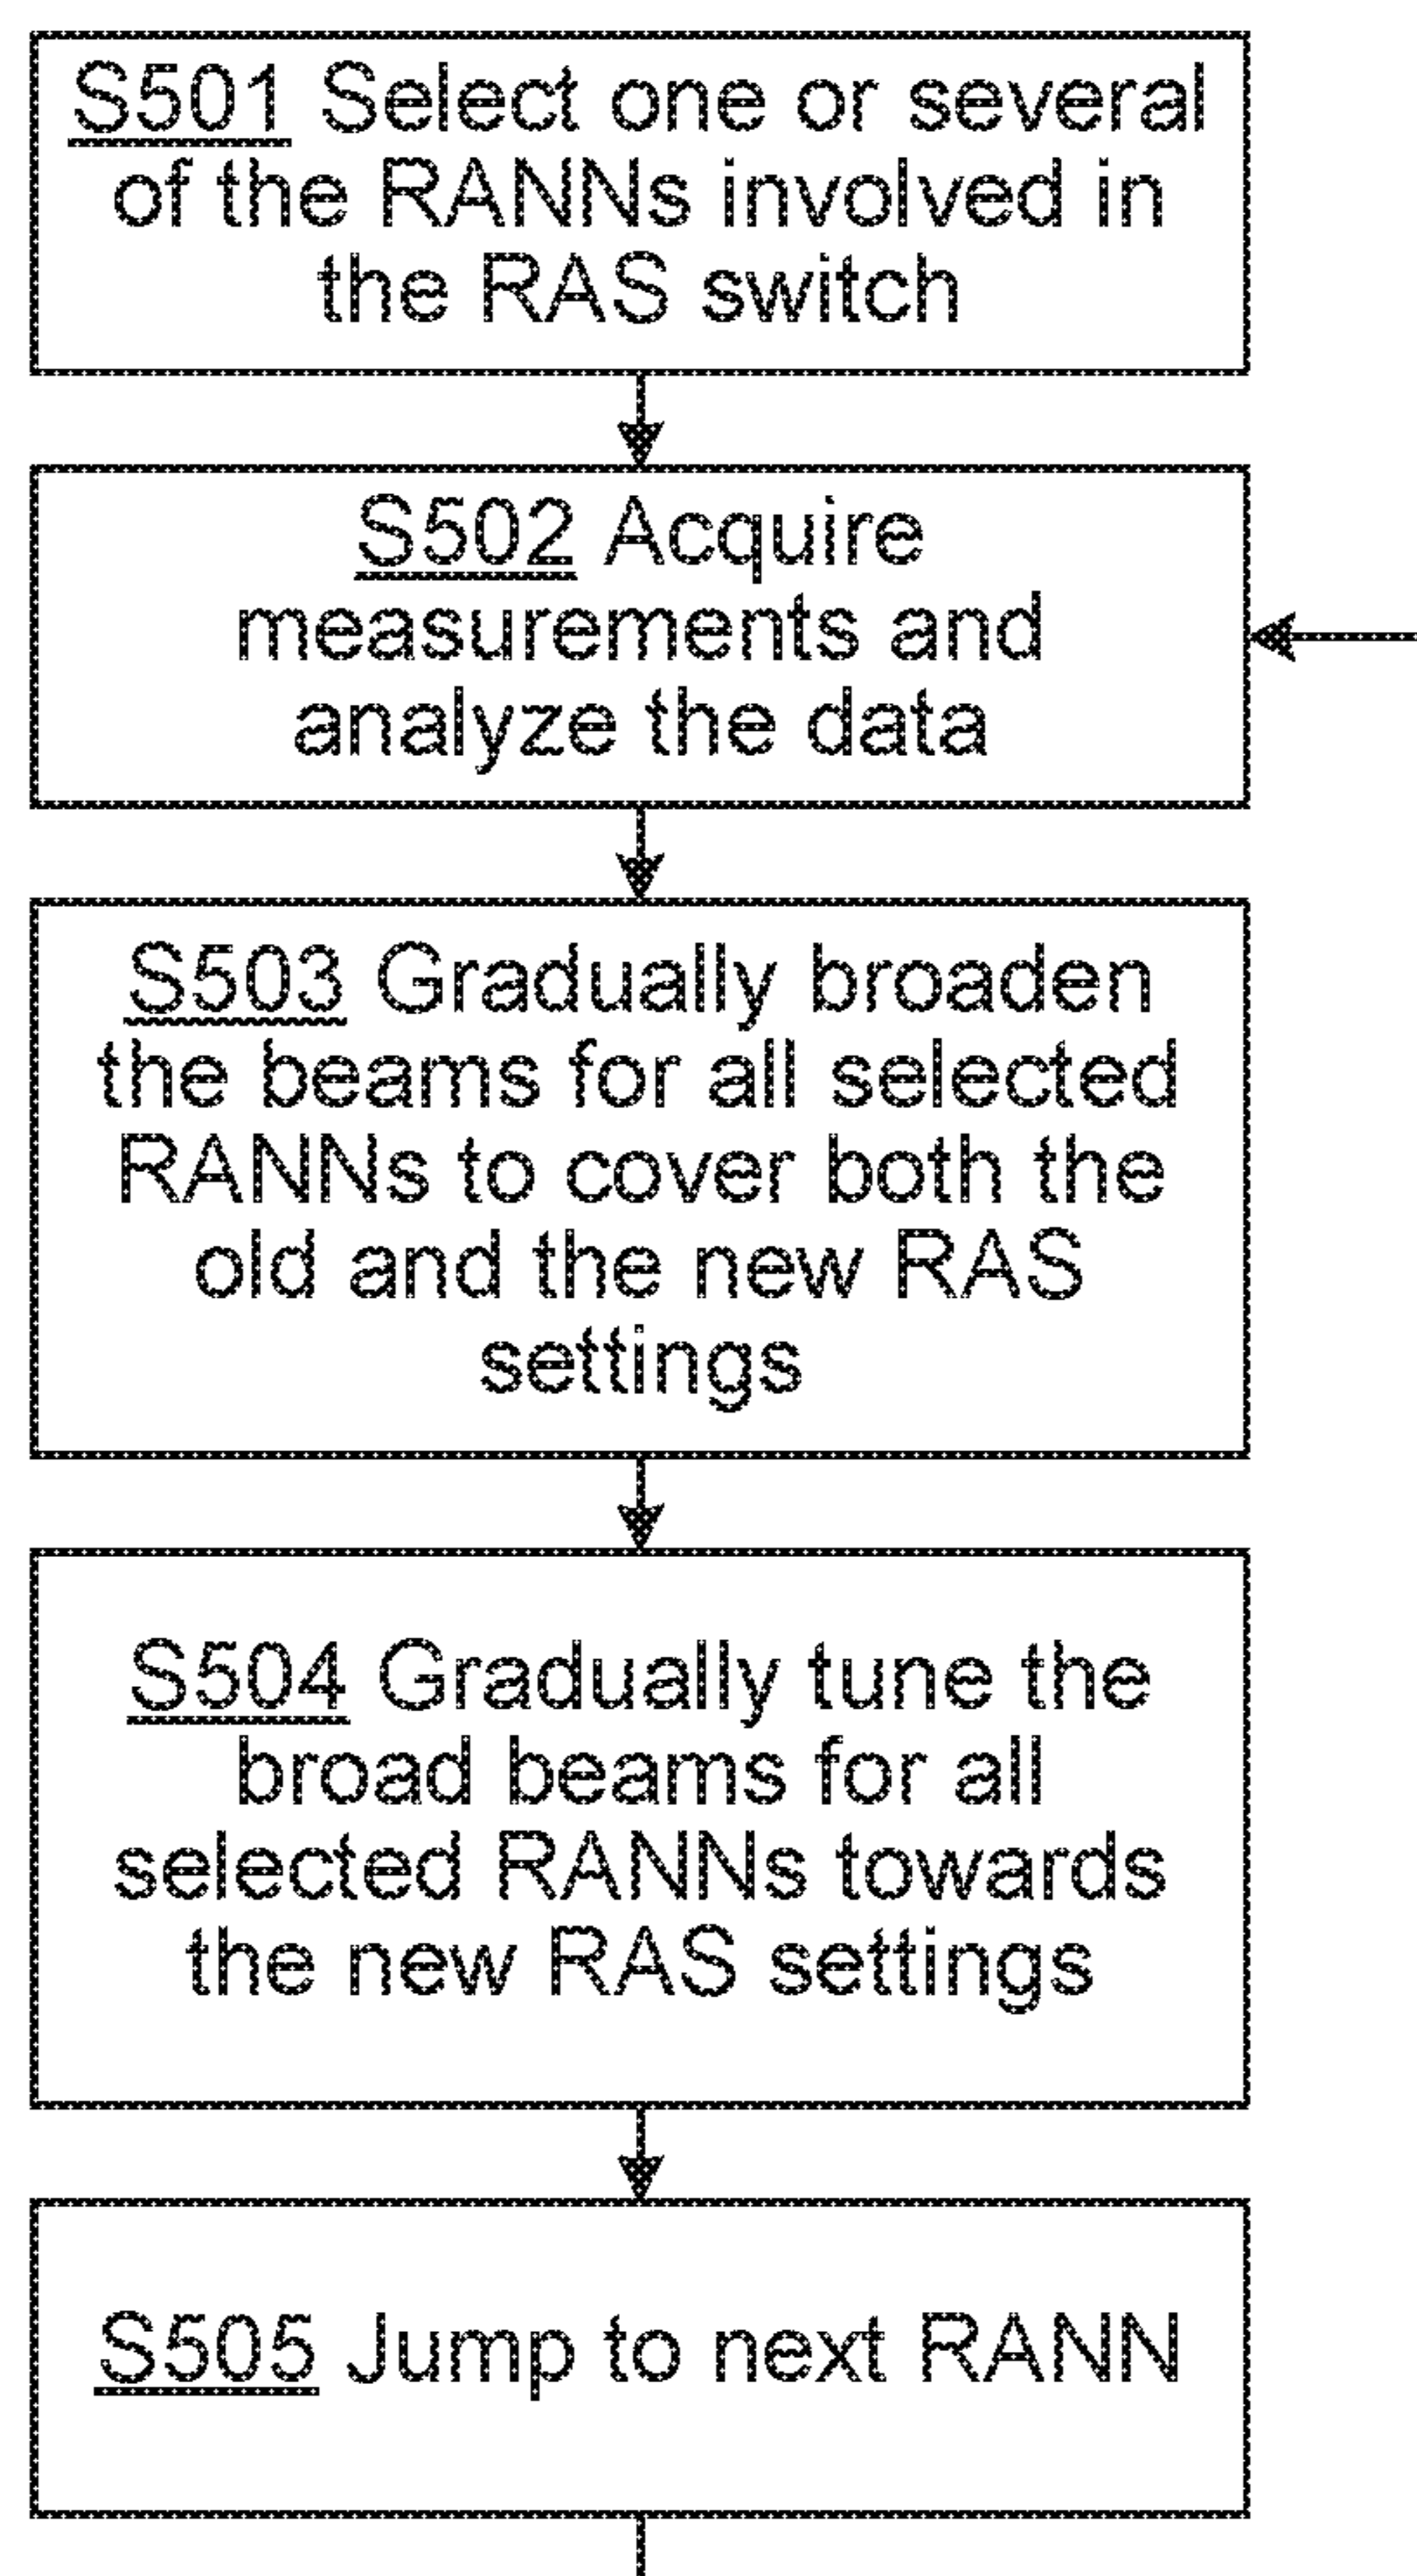 S501 Select one or several
of the RANNs involved in
the RAS switch
S502 Acquire
measurements and
analyze the data
S503 Gradually broaden
the beams for all selected
RANNs to cover both the
old and the new RAS
settings
S504 Gradually tune the
broad beams for all
selected RANNs towards
the new RAS settings
S505 Jump to next RANN